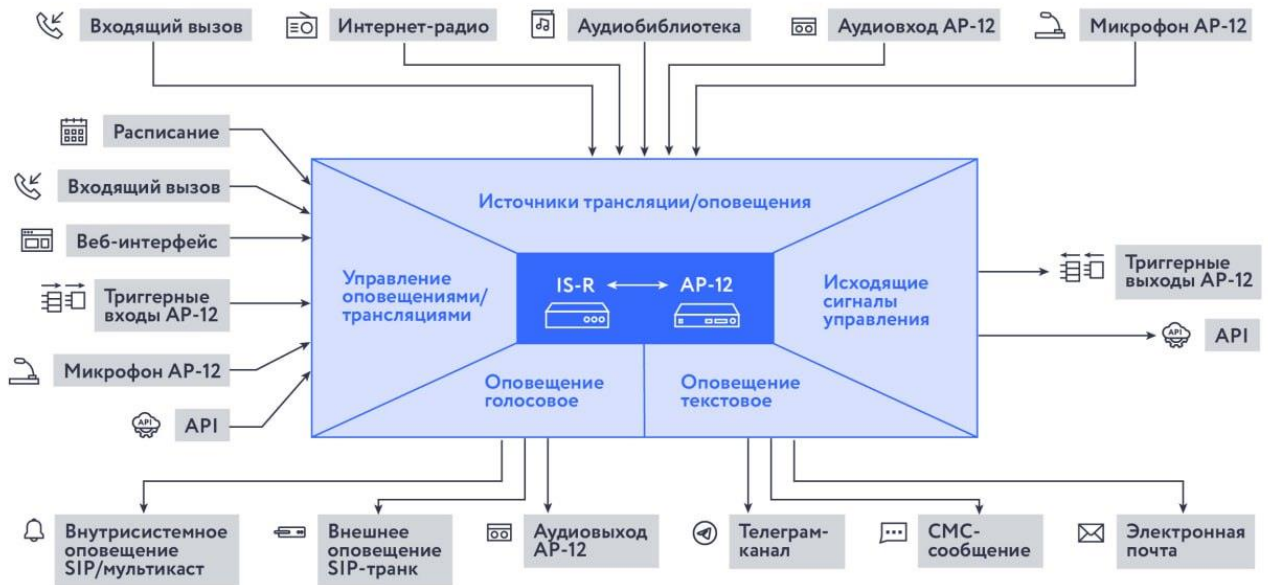 Входящий вызов
Интернет-радио
Аудиобиблиотека
Аудиовход AP-12
Микрофон AP-12
Расписание
Входящий вызов
Веб-интерфейс
Триггерные
входы AP-12
Микрофон AP-12
API
API
Источники трансляции/оповещения
Управление
оповещениями/
трансляциями
IS-R
AP-12
Исходящие
сигналы
управления
Оповещение
голосовое
Оповещение
текстовое
Триггерные
выходы AP-12
API
API
Внутрисистемное
оповещение
SIP/мультикаст
Внешнее
оповещение
SIP-транк
Аудиовыход
AP-12
Телеграм-
канал
СМС-
сообщение
Электронная
почта